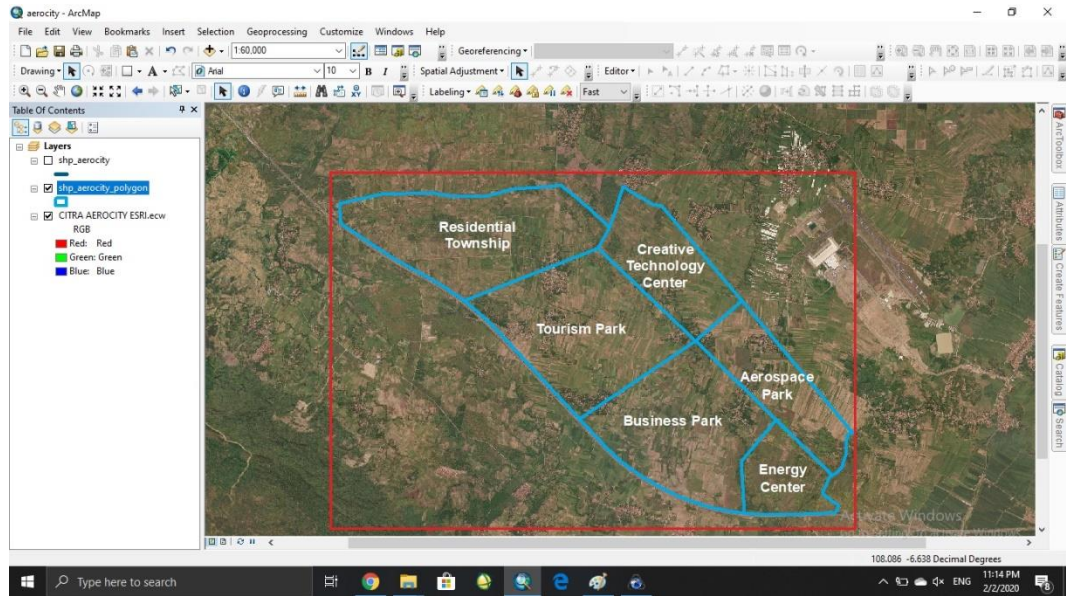 aerocity - ArcMap
File Edit View Bookmarks Insert Selection Geoprocessing Customize Windows Help
1:60,000
Georeferencing
Drawing
A
Arial
10
B I
Spatial Adjustment
Editor
Labeling
Fast
Table Of Contents
Layers
shp_aerocity
shp_aerocity_polygon
CITRA AEROCITY ESRI.ecw
RGB
Red: Red
Green: Green
Blue: Blue
Residential
Township
Creative
Technology
Center
Tourism Park
Aerospace
Park
Business Park
Energy
Center
ArcToolbox
Attributes
Create Features
Catalog
Search
Activate Windows
108.086 -6.638 Decimal Degrees
Type here to search
ENG
11:14 PM
2/2/2020